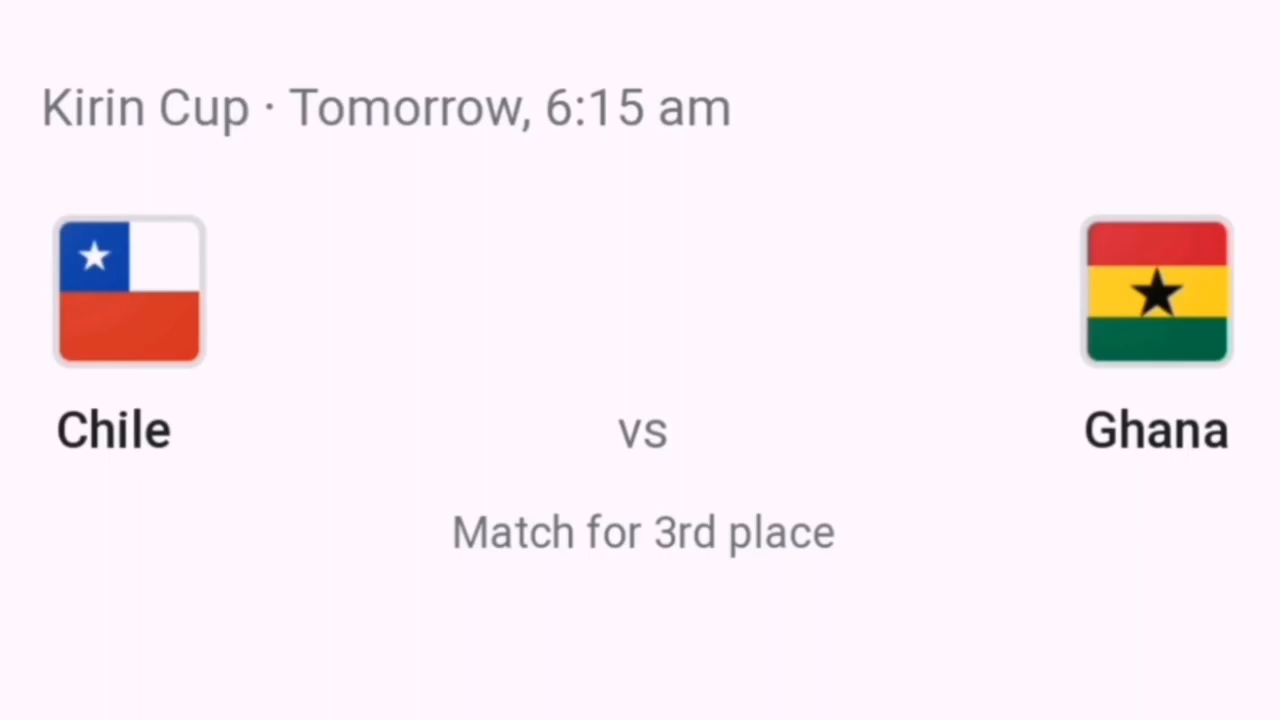 Kirin Cup · Tomorrow, 6:15 am
Chile vs Ghana
Match for 3rd place